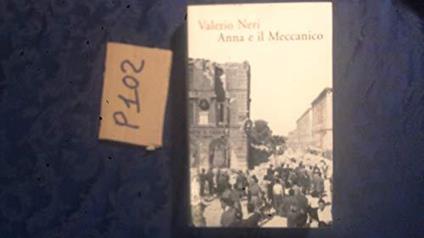 P102
Valerio Neri
Anna e il Meccanico